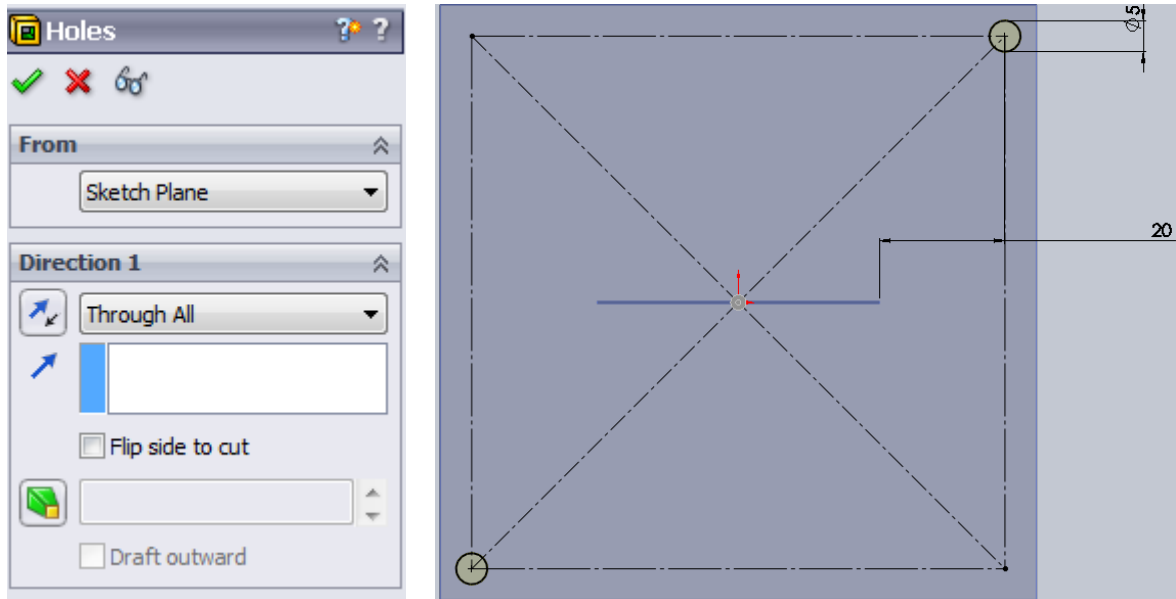 Holes
From
Sketch Plane
Direction 1
Through All
Flip side to cut
Draft outward
Ø5
20